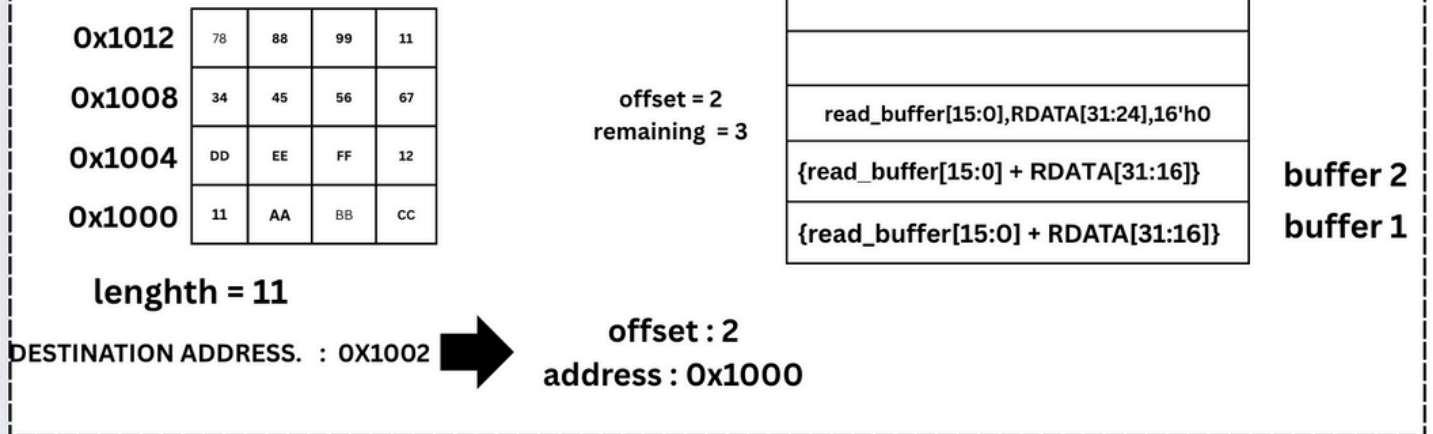 0x1012 78 88 99 11
0x1008 34 45 56 67
0x1004 DD EE FF 12
0x1000 11 AA BB CC
lenghth = 11
DESTINATION ADDRESS. : 0X1002
offset : 2
address : 0x1000
offset = 2
remaining = 3
read_buffer[15:0],RDATA[31:24],16'h0
{read_buffer[15:0] + RDATA[31:16]} buffer 2
{read_buffer[15:0] + RDATA[31:16]} buffer 1